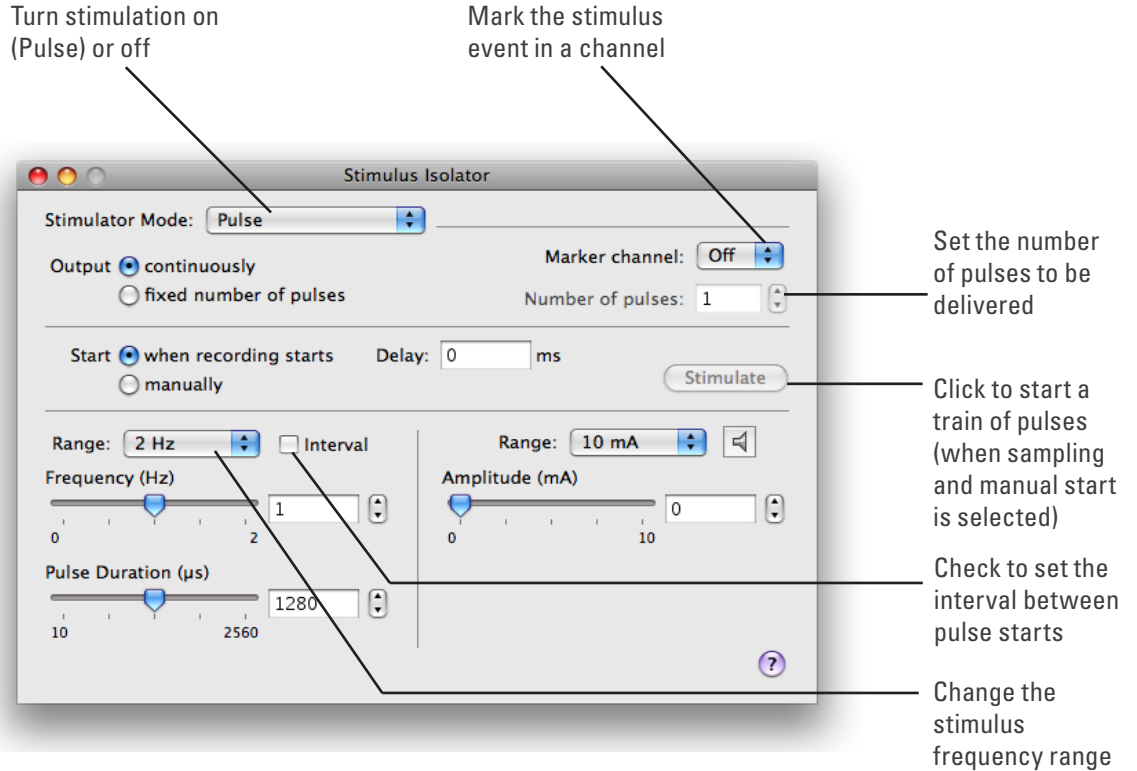 Turn stimulation on
(Pulse) or off
Mark the stimulus
event in a channel
Stimulus Isolator
Stimulator Mode: Pulse
Output continuously
fixed number of pulses
Marker channel: Off
Number of pulses: 1
Set the number
of pulses to be
delivered
Start when recording starts Delay: 0 ms
manually
Stimulate
Click to start a
train of pulses
(when sampling
and manual start
is selected)
Range: 2 Hz Interval
Frequency (Hz)
1
0 2
Pulse Duration (µs)
1280
10 2560
Range: 10 mA
Amplitude (mA)
0
0 10
?
Check to set the
interval between
pulse starts
Change the
stimulus
frequency range